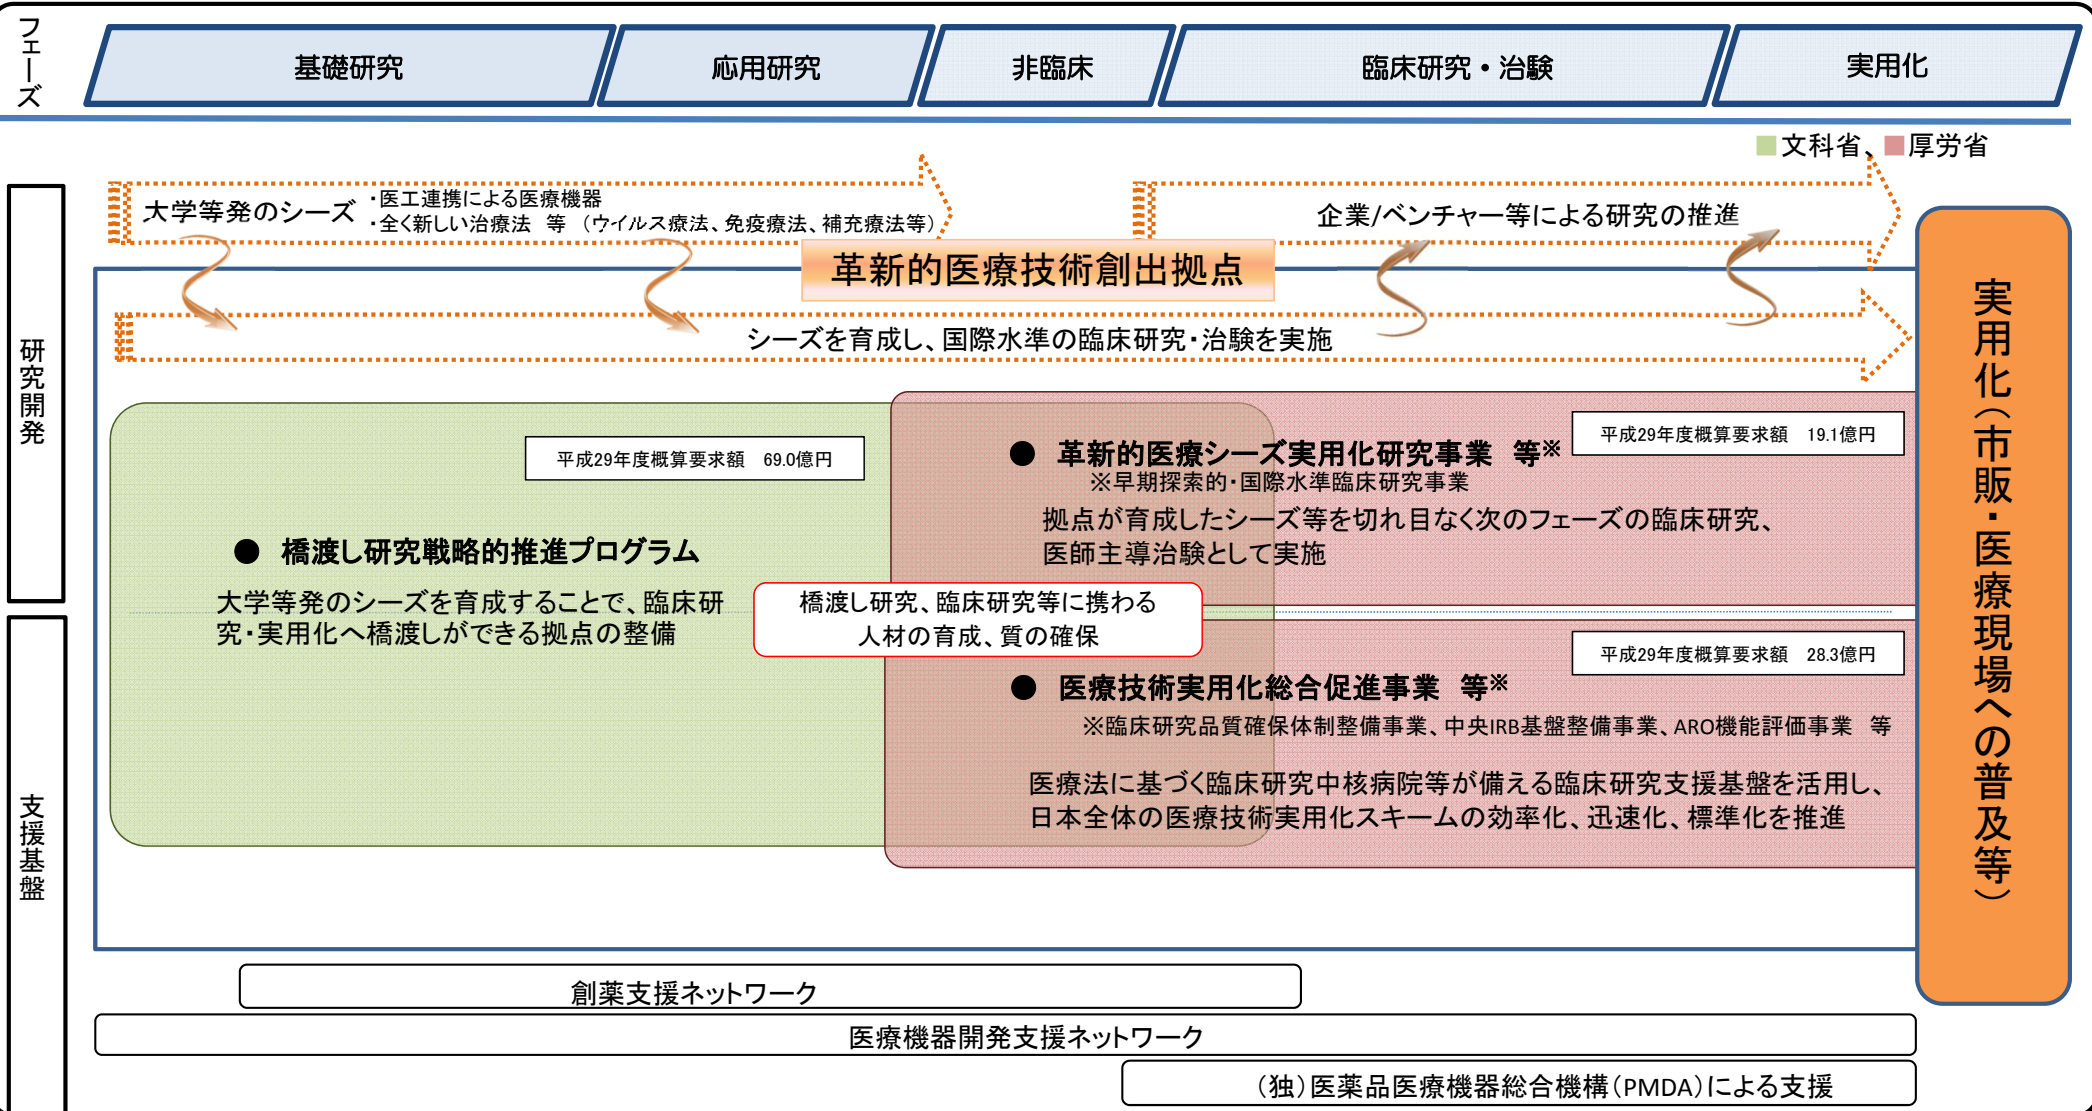 フェーズ
基礎研究
応用研究
非臨床
臨床研究・治験
実用化
■文科省、■厚労省
研究開発
大学等発のシーズ
・医工連携による医療機器
・全く新しい治療法　等　（ウイルス療法、免疫療法、補充療法等）
企業/ベンチャー等による研究の推進
革新的医療技術創出拠点
シーズを育成し、国際水準の臨床研究・治験を実施
平成29年度概算要求額　69.0億円
● 橋渡し研究戦略的推進プログラム
大学等発のシーズを育成することで、臨床研
究・実用化へ橋渡しができる拠点の整備
平成29年度概算要求額　19.1億円
● 革新的医療シーズ実用化研究事業　等※
※早期探索的・国際水準臨床研究事業
拠点が育成したシーズ等を切れ目なく次のフェーズの臨床研究、
医師主導治験として実施
橋渡し研究、臨床研究等に携わる
人材の育成、質の確保
平成29年度概算要求額　28.3億円
● 医療技術実用化総合促進事業　等※
※臨床研究品質確保体制整備事業、中央IRB基盤整備事業、ARO機能評価事業　等
医療法に基づく臨床研究中核病院等が備える臨床研究支援基盤を活用し、
日本全体の医療技術実用化スキームの効率化、迅速化、標準化を推進
実用化（市販・医療現場への普及等）
支援基盤
創薬支援ネットワーク
医療機器開発支援ネットワーク
（独）医薬品医療機器総合機構（PMDA）による支援